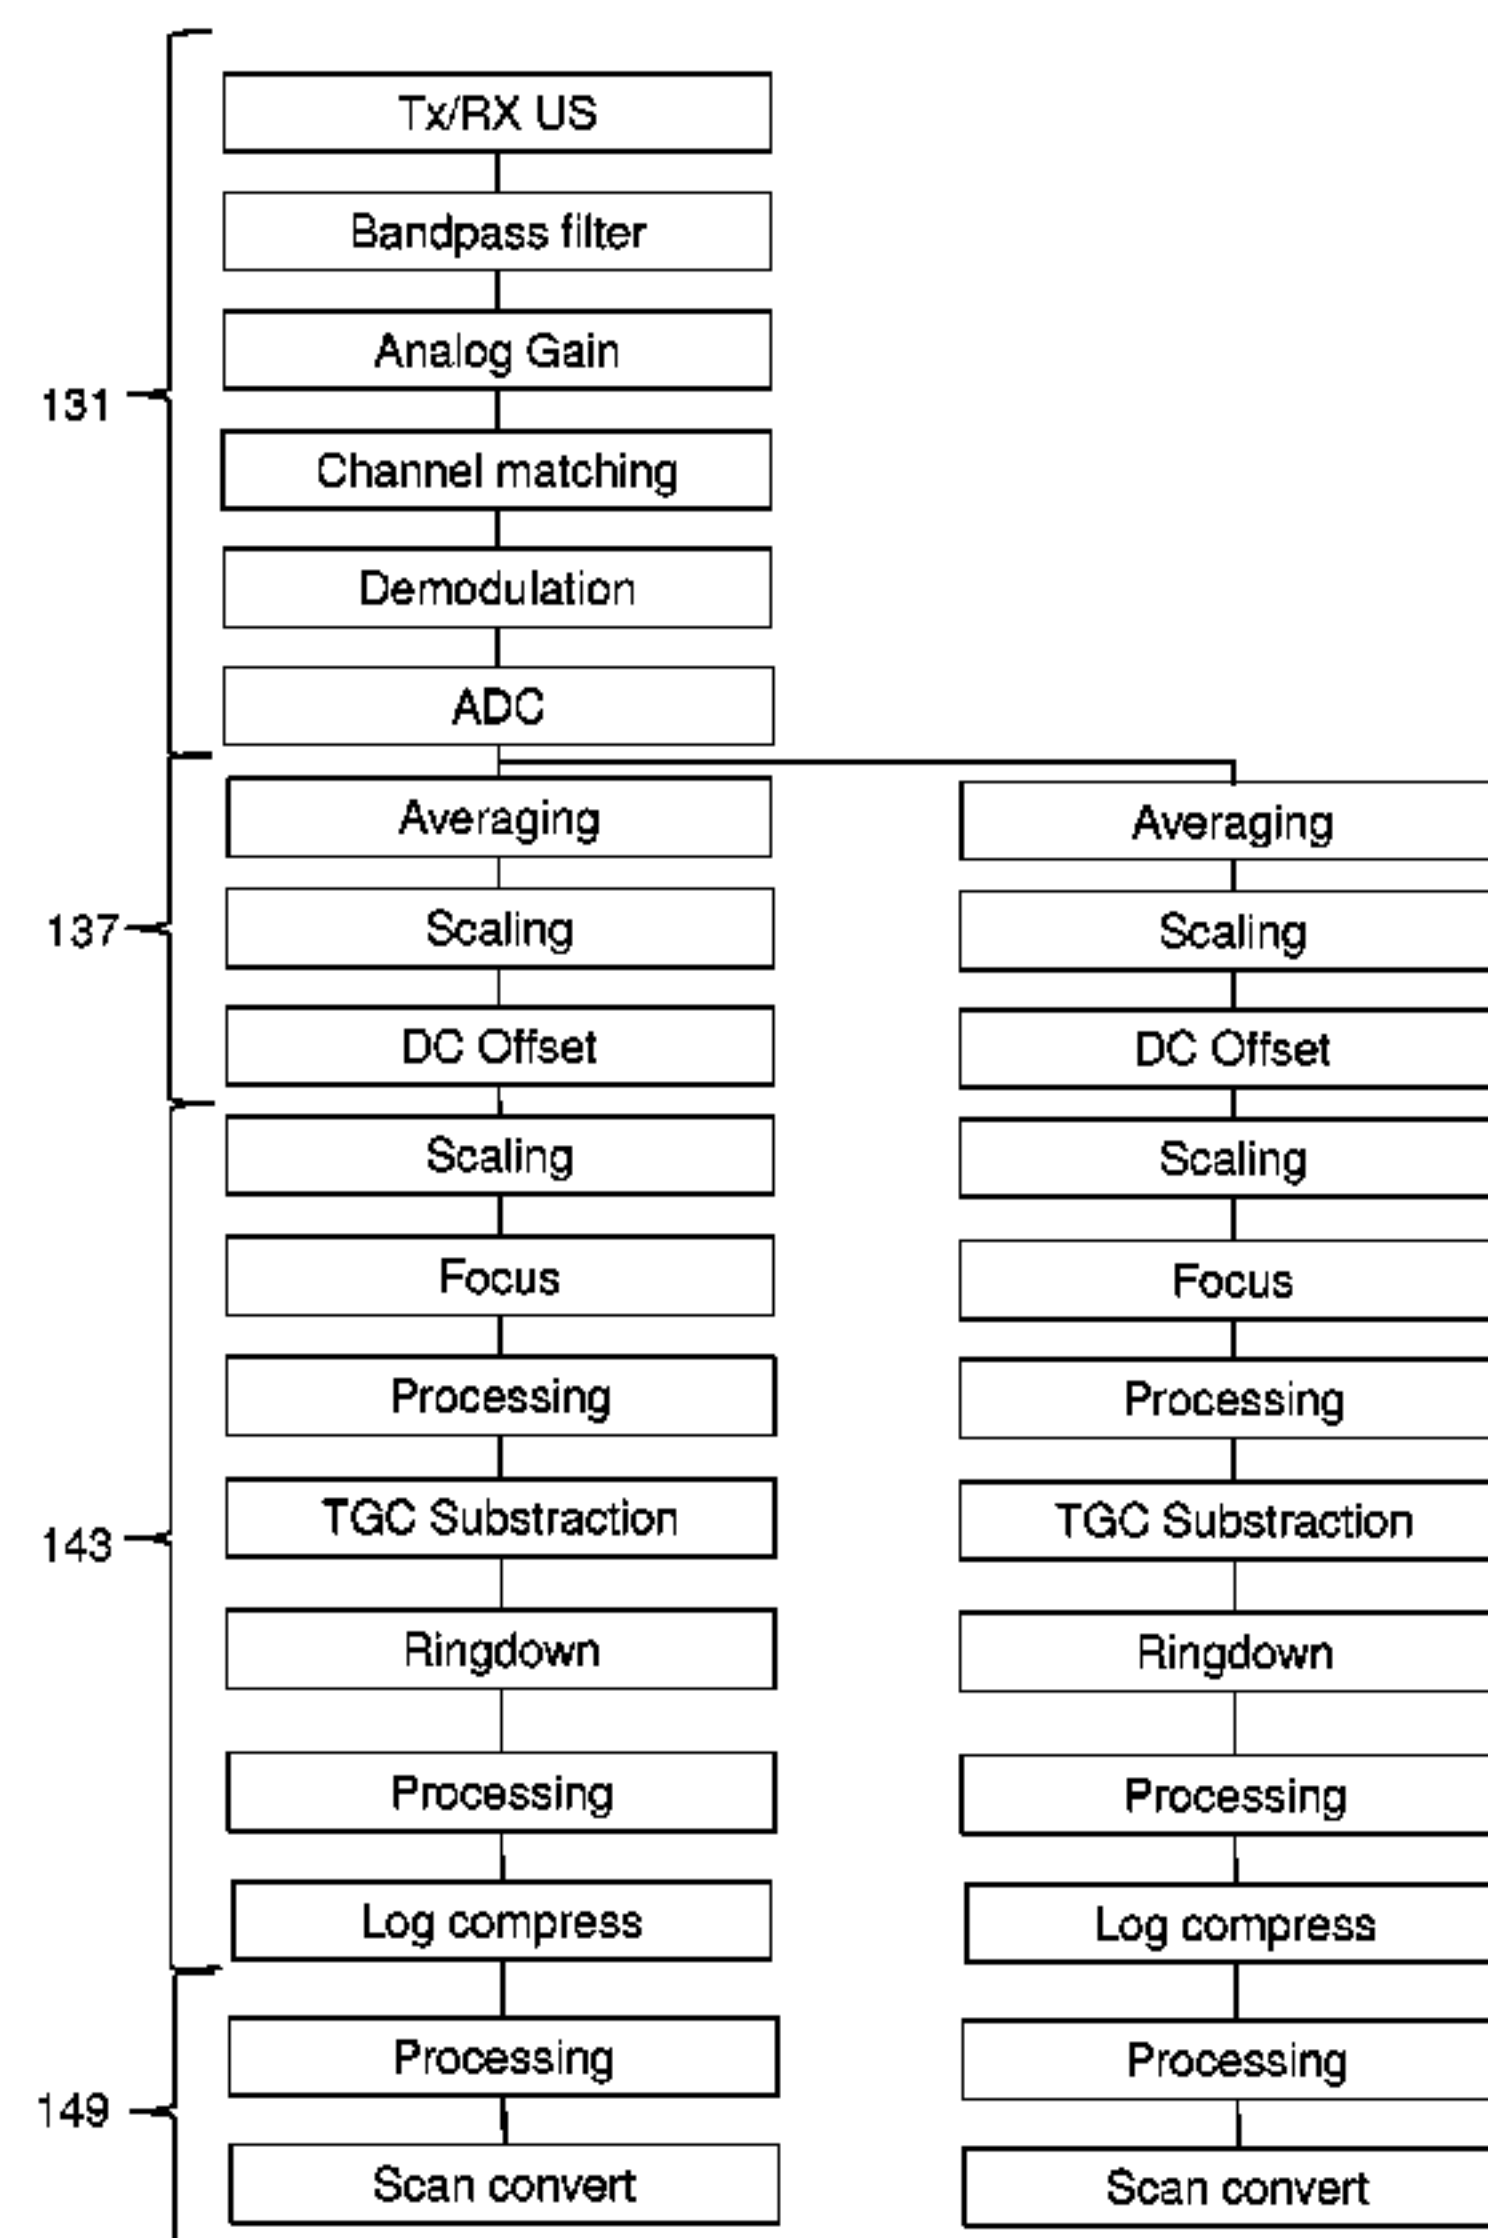 Tx/RX US
Bandpass filter
Analog Gain
131
Channel matching
Demodulation
ADC
Averaging
Averaging
137
Scaling
Scaling
DC Offset
DC Offset
Scaling
Scaling
Focus
Focus
Processing
Processing
143
TGC Substraction
TGC Substraction
Ringdown
Ringdown
Processing
Processing
Log compress
Log compress
Processing
Processing
149
Scan convert
Scan convert